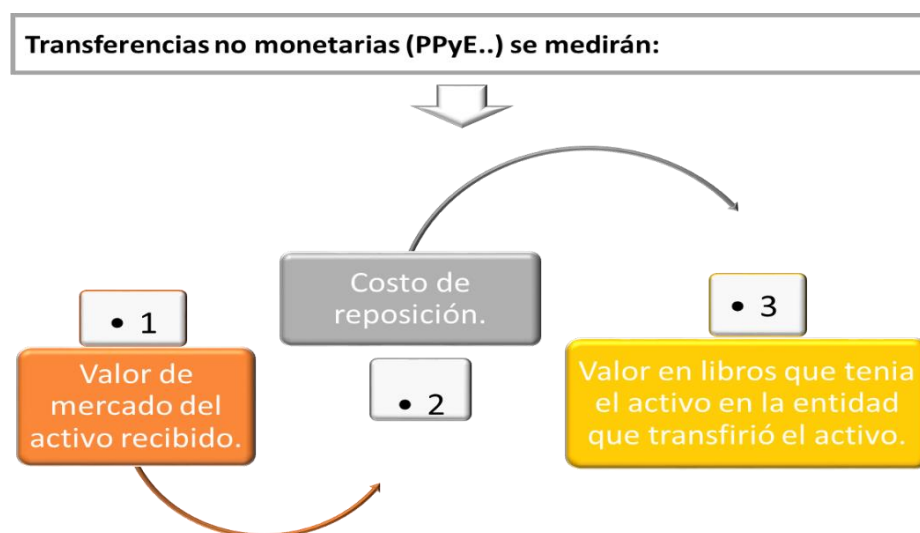 Transferencias no monetarias (PPyE..) se medirán:
• 1
Valor de
mercado del
activo recibido.
Costo de
reposición.
• 2
• 3
Valor en libros que tenia
el activo en la entidad
que transfirió el activo.